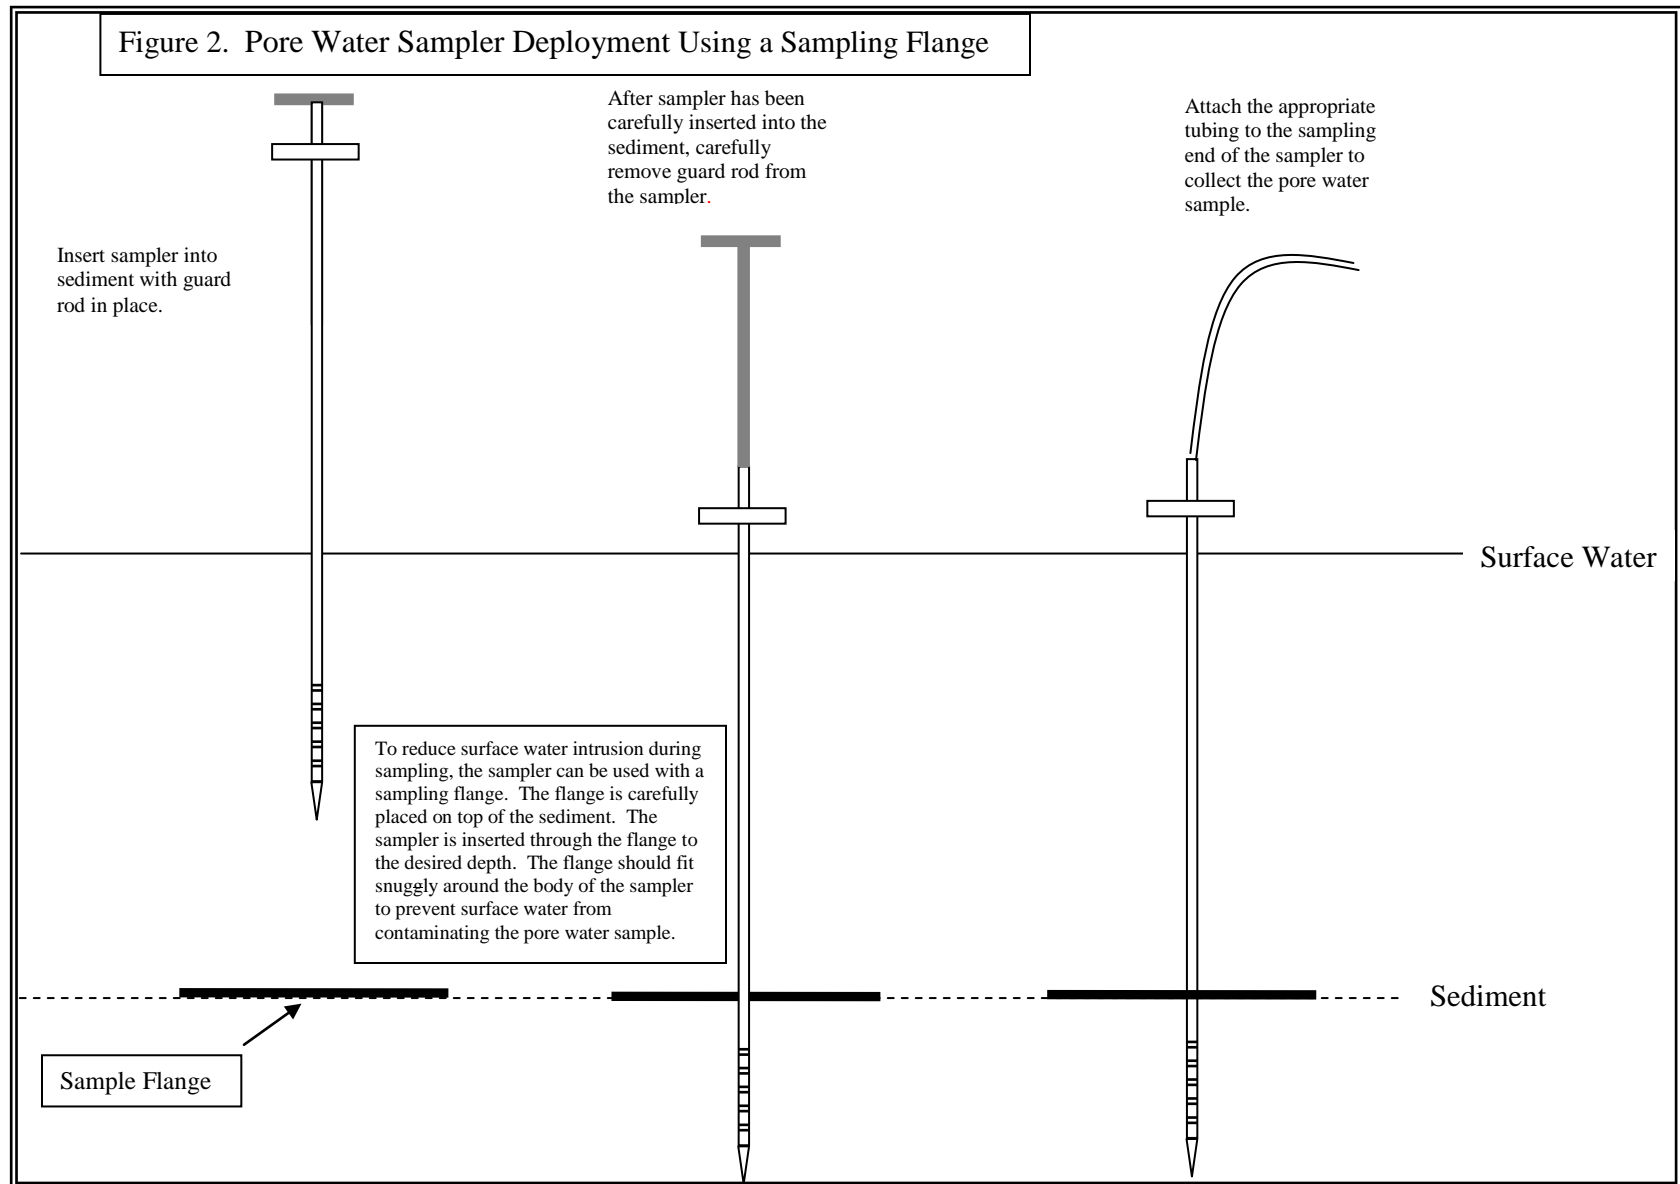 Figure 2.  Pore Water Sampler Deployment Using a Sampling Flange
Insert sampler into
sediment with guard
rod in place.
After sampler has been
carefully inserted into the
sediment, carefully
remove guard rod from
the sampler.
Attach the appropriate
tubing to the sampling
end of the sampler to
collect the pore water
sample.
Surface Water
To reduce surface water intrusion during
sampling, the sampler can be used with a
sampling flange.  The flange is carefully
placed on top of the sediment.  The
sampler is inserted through the flange to
the desired depth.  The flange should fit
snuggly around the body of the sampler
to prevent surface water from
contaminating the pore water sample.
Sediment
Sample Flange